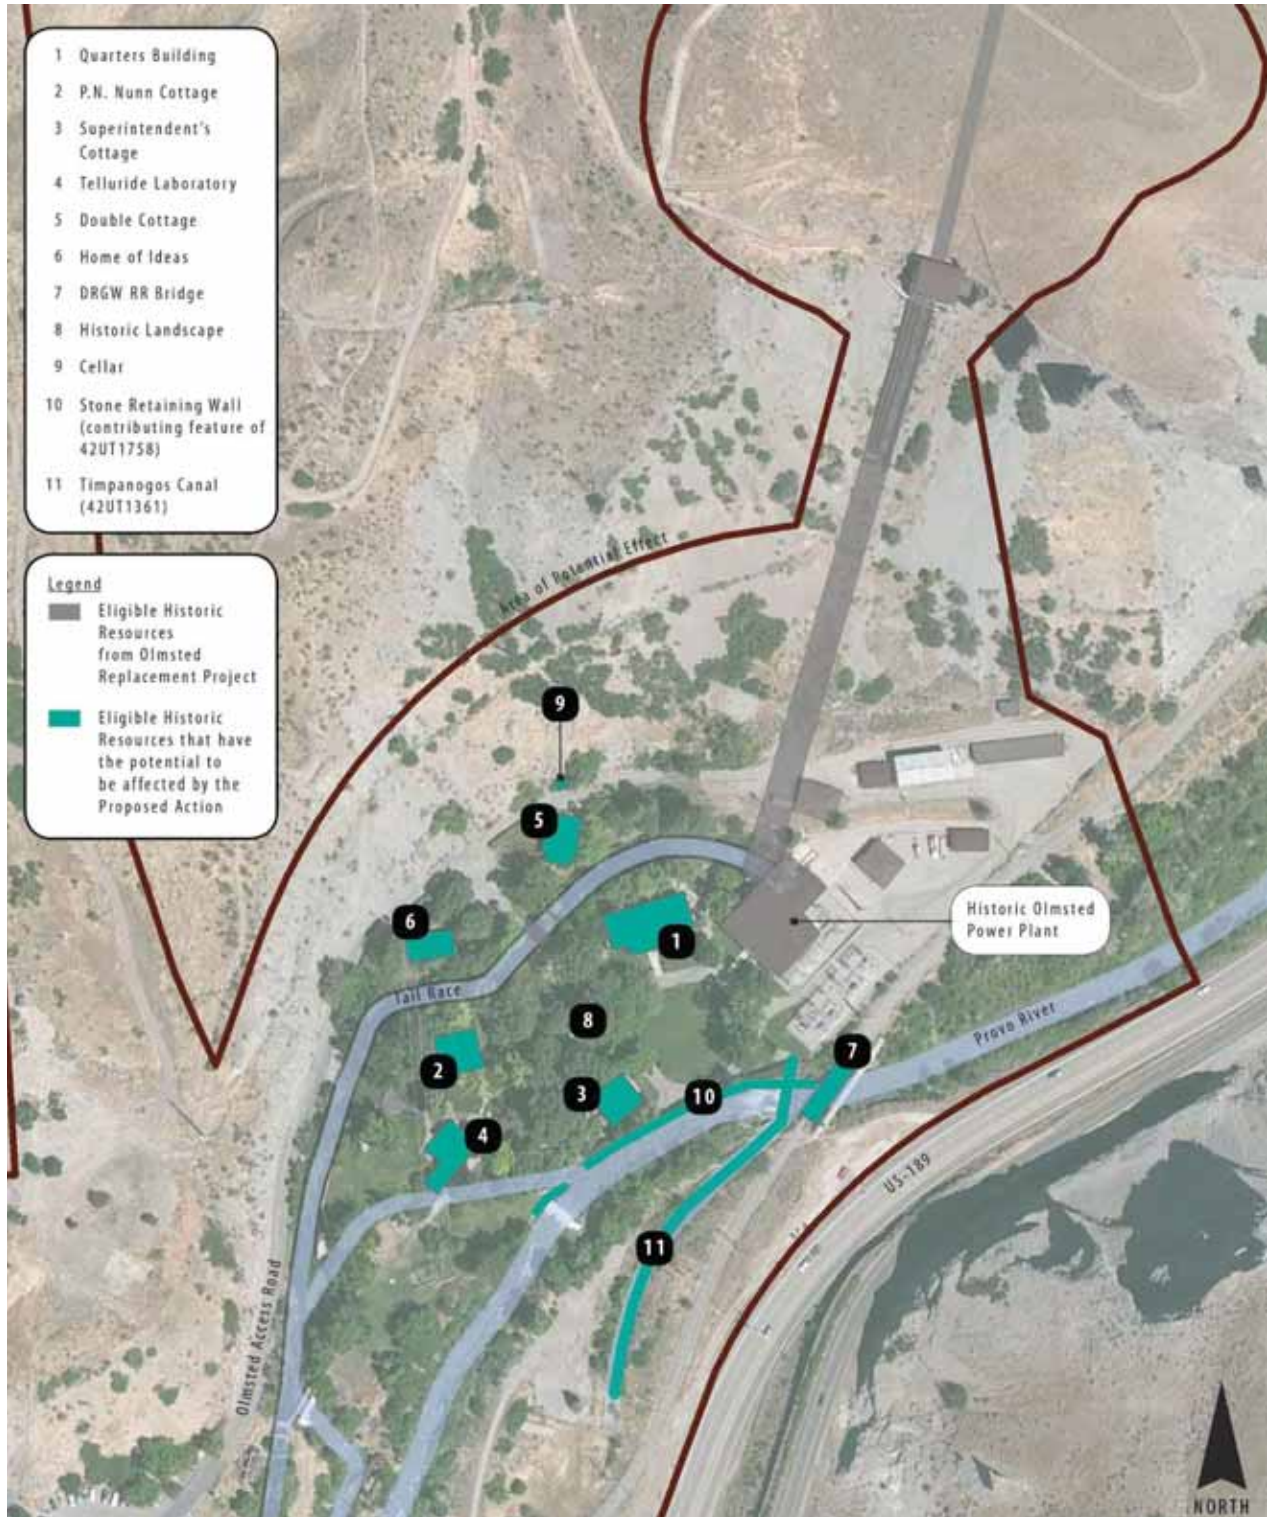 1 Quarters Building
2 P.N. Nunn Cottage
3 Superintendent's
Cottage
4 Telluride Laboratory
5 Double Cottage
6 Home of Ideas
7 DRGW RR Bridge
8 Historic Landscape
9 Cellar
10 Stone Retaining Wall
(contributing feature of
42UT1758)
11 Timpanogos Canal
(42UT1361)
Legend
Eligible Historic
Resources
from Olmsted
Replacement Project
Eligible Historic
Resources that have
the potential to
be affected by the
Proposed Action
Area of Potential Effect
9
5
6
1
Historic Olmsted
Power Plant
Tail Race
8
Provo River
2
7
3
10
4
US-189
11
Olmsted Access Road
NORTH